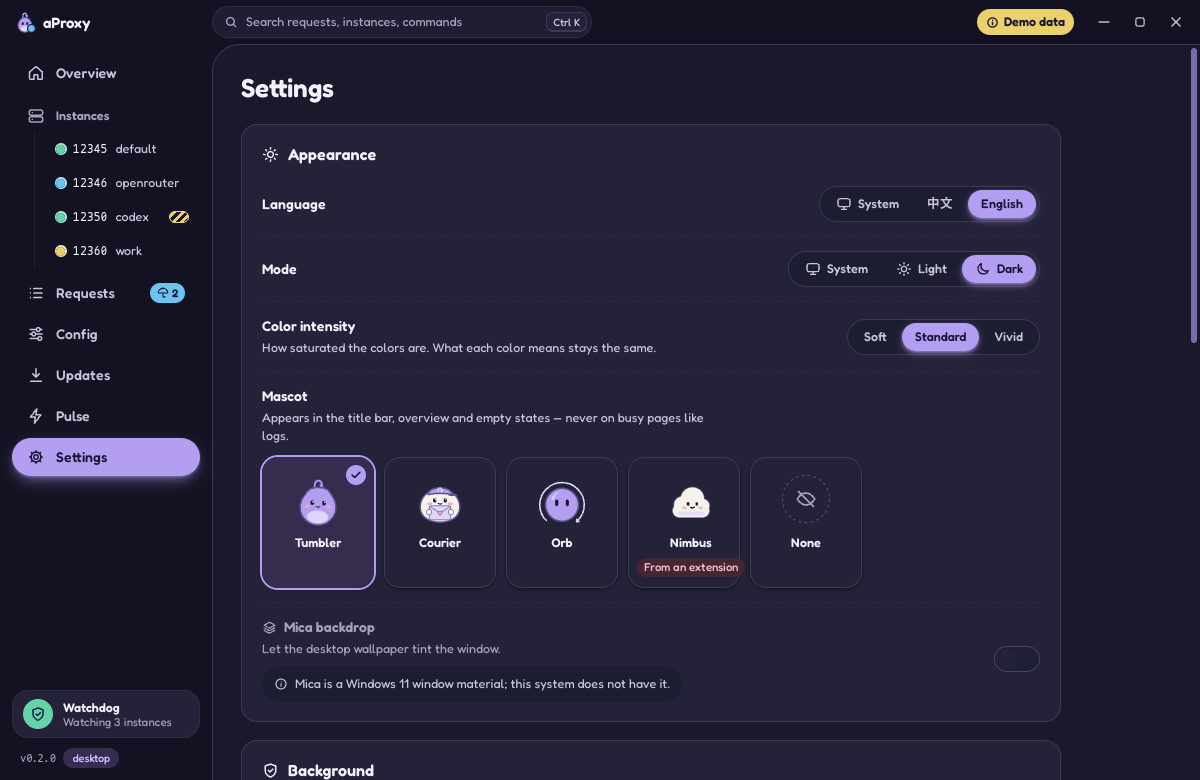 aProxy
Search requests, instances, commands
Ctrl K
Demo data
Overview
Instances
12345 default
12346 openrouter
12350 codex
12360 work
Requests
2
Config
Updates
Pulse
Settings
Watchdog
Watching 3 instances
v0.2.0 desktop
Settings
Appearance
Language
System 中文 English
Mode
System Light Dark
Color intensity
How saturated the colors are. What each color means stays the same.
Soft Standard Vivid
Mascot
Appears in the title bar, overview and empty states — never on busy pages like
logs.
Tumbler Courier Orb Nimbus None
From an extension
Mica backdrop
Let the desktop wallpaper tint the window.
Mica is a Windows 11 window material; this system does not have it.
Background